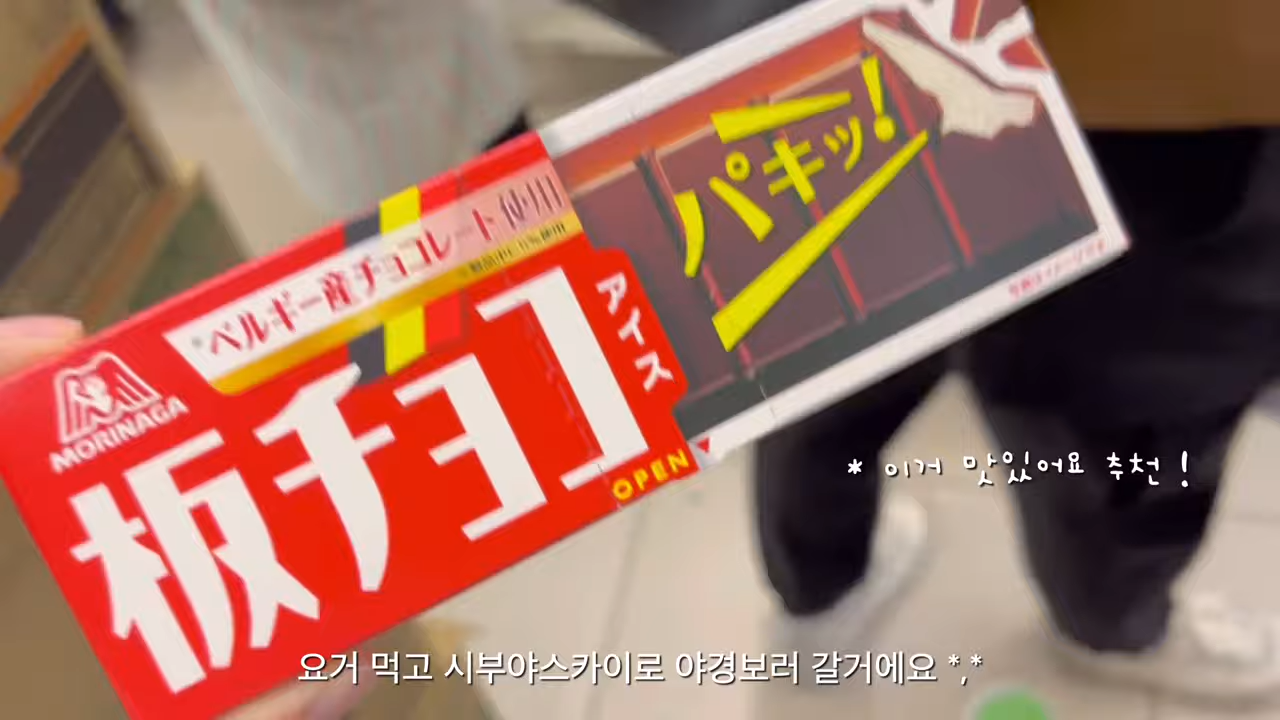 パキッ!
*ベルギー産チョコレート使用
MORINAGA
板チョコ
アイス
OPEN
* 이거 맛있어요 추천!
요거 먹고 시부야스카이로 야경보러 갈거에요 *,*